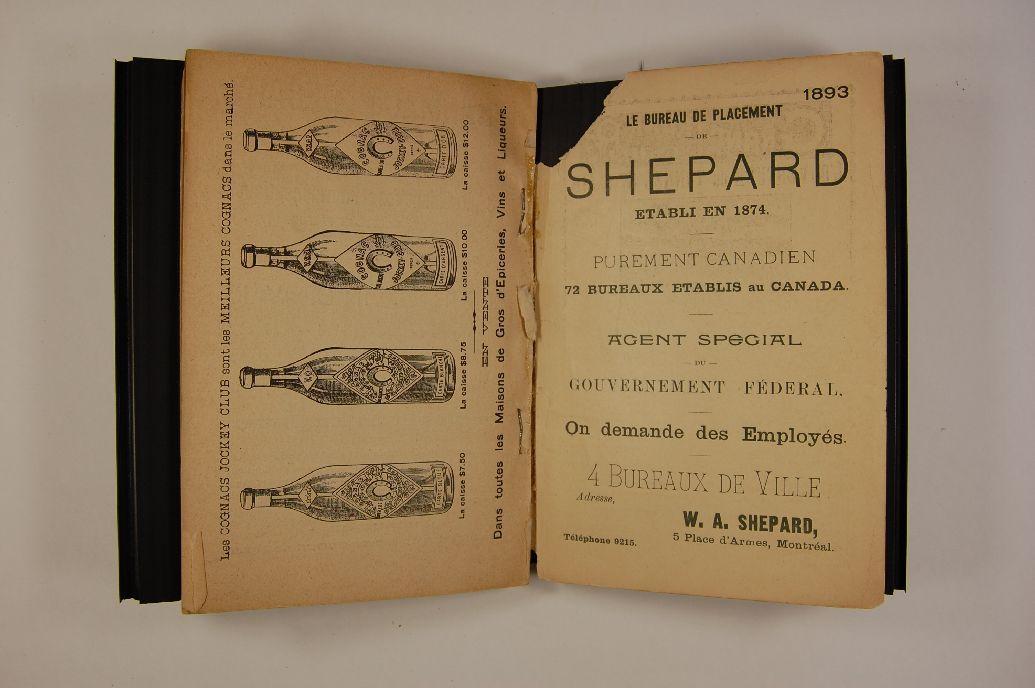 Les COGNACS JOCKEY CLUB sont les MEILLEURS COGNACS dans le marché.
COGNAC
La caisse $7.50
La caisse $8.75
La caisse $10.00
La caisse $12.00
EN VENTE
Dans toutes les Maisons de Gros d'Epiceries, Vins et Liqueurs.
1893
LE BUREAU DE PLACEMENT
— DE —
SHEPARD
ETABLI EN 1874.
PUREMENT CANADIEN
72 BUREAUX ETABLIS au CANADA.
AGENT SPECIAL
— DU —
GOUVERNEMENT FÉDÉRAL.
On demande des Employés.
4 BUREAUX DE VILLE
Adresse,
W. A. SHEPARD,
Téléphone 9215.
5 Place d'Armes, Montréal.